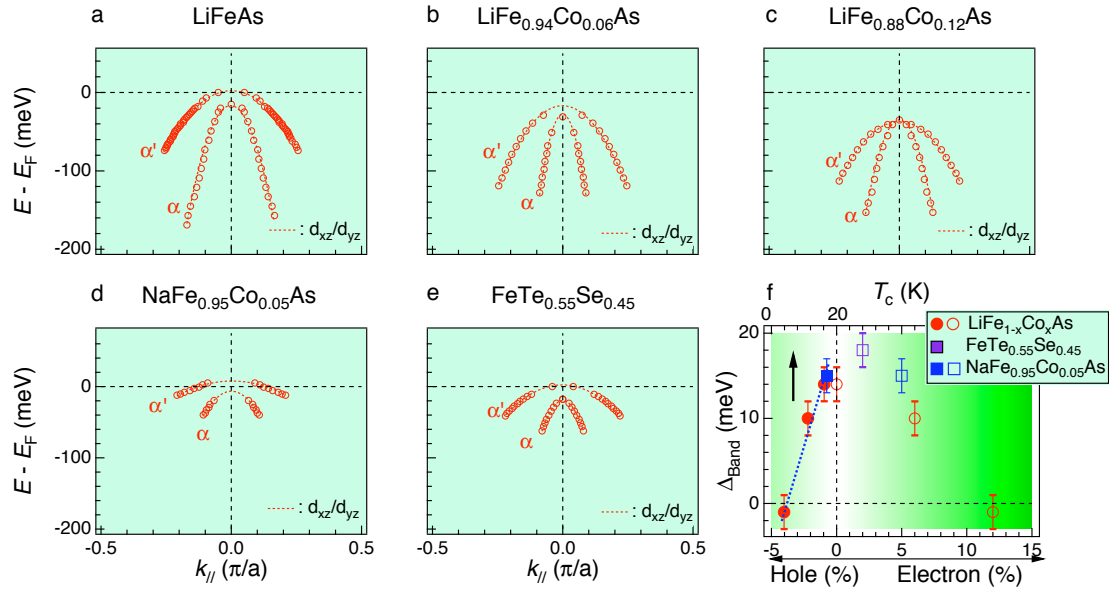 a LiFeAs
b LiFe0.94Co0.06As
c LiFe0.88Co0.12As
E - EF (meV)
0
-100
-200
α'
α
: dxz/dyz
α'
α
: dxz/dyz
α'
α
: dxz/dyz
d NaFe0.95Co0.05As
e FeTe0.55Se0.45
f Tc (K)
E - EF (meV)
0
-100
-200
α'
α
: dxz/dyz
-0.5 0.0 0.5
k// (π/a)
α'
α
: dxz/dyz
-0.5 0.0 0.5
k// (π/a)
0 20
LiFe1-xCoxAs
FeTe0.55Se0.45
NaFe0.95Co0.05As
ΔBand (meV)
20
10
0
-5 0 5 10 15
Hole (%) Electron (%)